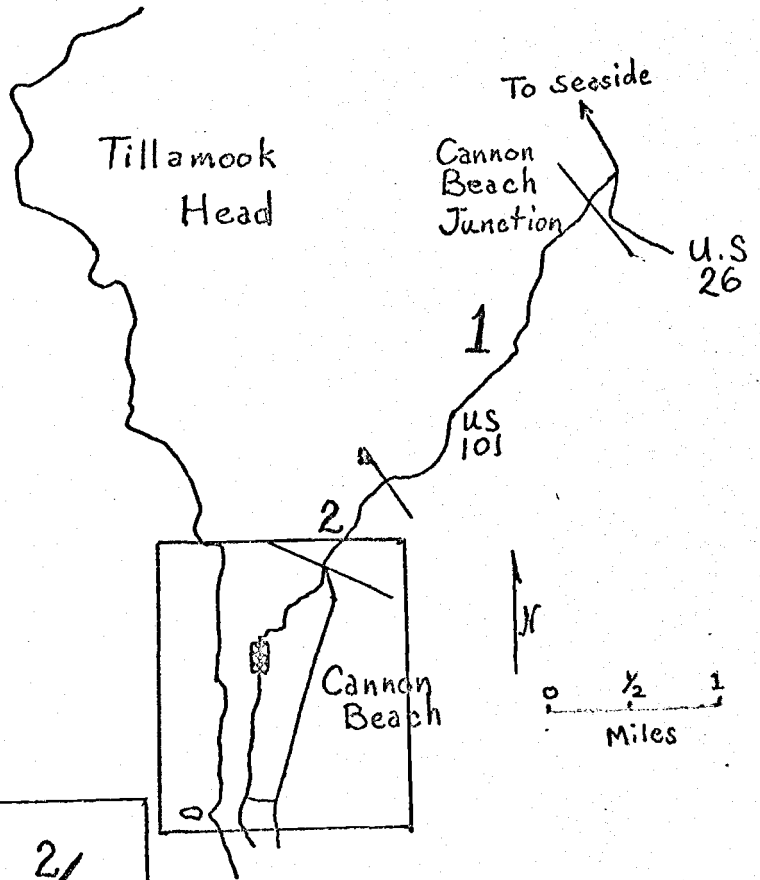 To Seaside
Tillamook
Head
Cannon
Beach
Junction
U.S
26
1
US
101
2
N
Cannon
Beach
0 1/2 1
Miles
2